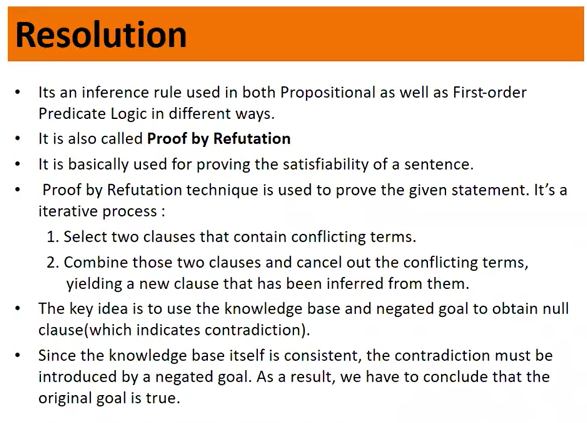 Resolution
• Its an inference rule used in both Propositional as well as First-order
Predicate Logic in different ways.
• It is also called Proof by Refutation
• It is basically used for proving the satisfiability of a sentence.
• Proof by Refutation technique is used to prove the given statement. It's a
iterative process :
1. Select two clauses that contain conflicting terms.
2. Combine those two clauses and cancel out the conflicting terms,
yielding a new clause that has been inferred from them.
• The key idea is to use the knowledge base and negated goal to obtain null
clause(which indicates contradiction).
• Since the knowledge base itself is consistent, the contradiction must be
introduced by a negated goal. As a result, we have to conclude that the
original goal is true.